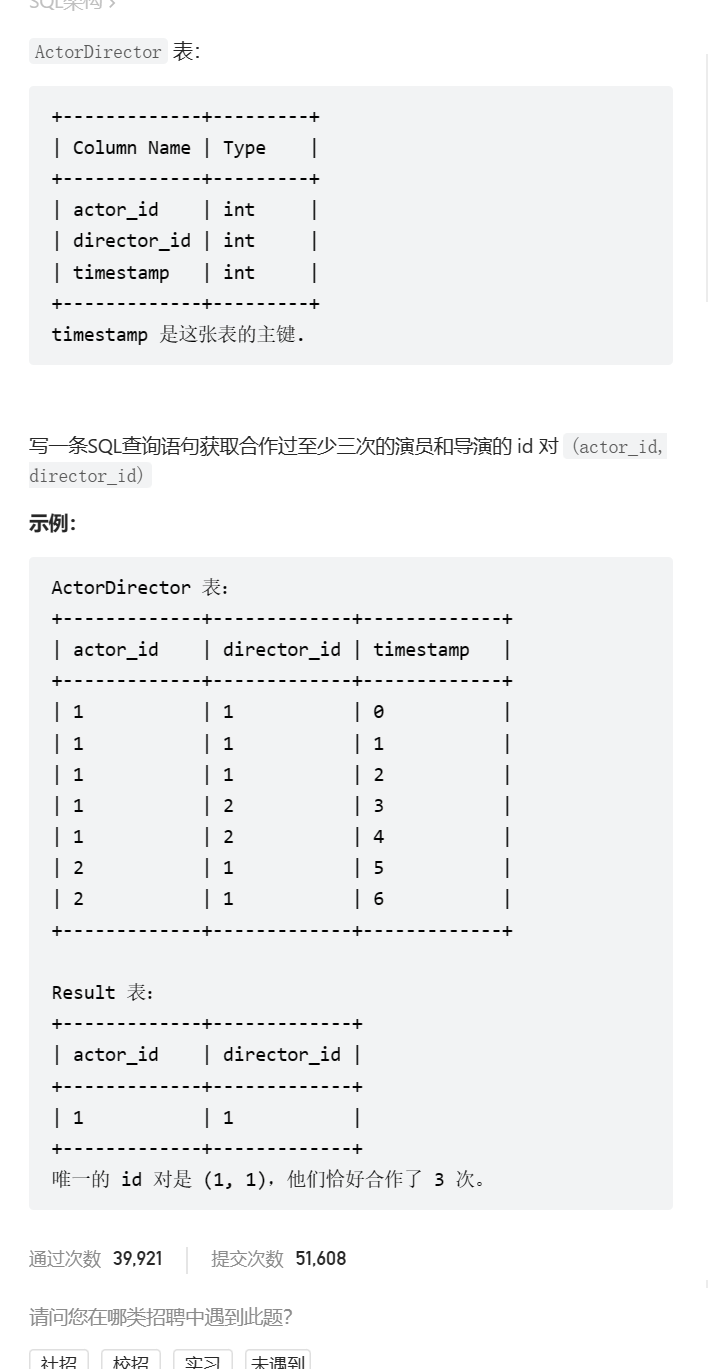 SQL架构 >
ActorDirector 表：
+-------------+---------+
| Column Name | Type    |
+-------------+---------+
| actor_id    | int     |
| director_id | int     |
| timestamp   | int     |
+-------------+---------+
timestamp 是这张表的主键.
写一条SQL查询语句获取合作过至少三次的演员和导演的 id 对 (actor_id,
director_id)
示例：
ActorDirector 表：
+-------------+-------------+-------------+
| actor_id    | director_id | timestamp   |
+-------------+-------------+-------------+
| 1           | 1           | 0           |
| 1           | 1           | 1           |
| 1           | 1           | 2           |
| 1           | 2           | 3           |
| 1           | 2           | 4           |
| 2           | 1           | 5           |
| 2           | 1           | 6           |
+-------------+-------------+-------------+
Result 表：
+-------------+-------------+
| actor_id    | director_id |
+-------------+-------------+
| 1           | 1           |
+-------------+-------------+
唯一的 id 对是 (1, 1)，他们恰好合作了 3 次。
通过次数 39,921 提交次数 51,608
请问您在哪类招聘中遇到此题？
社招 校招 实习 未遇到